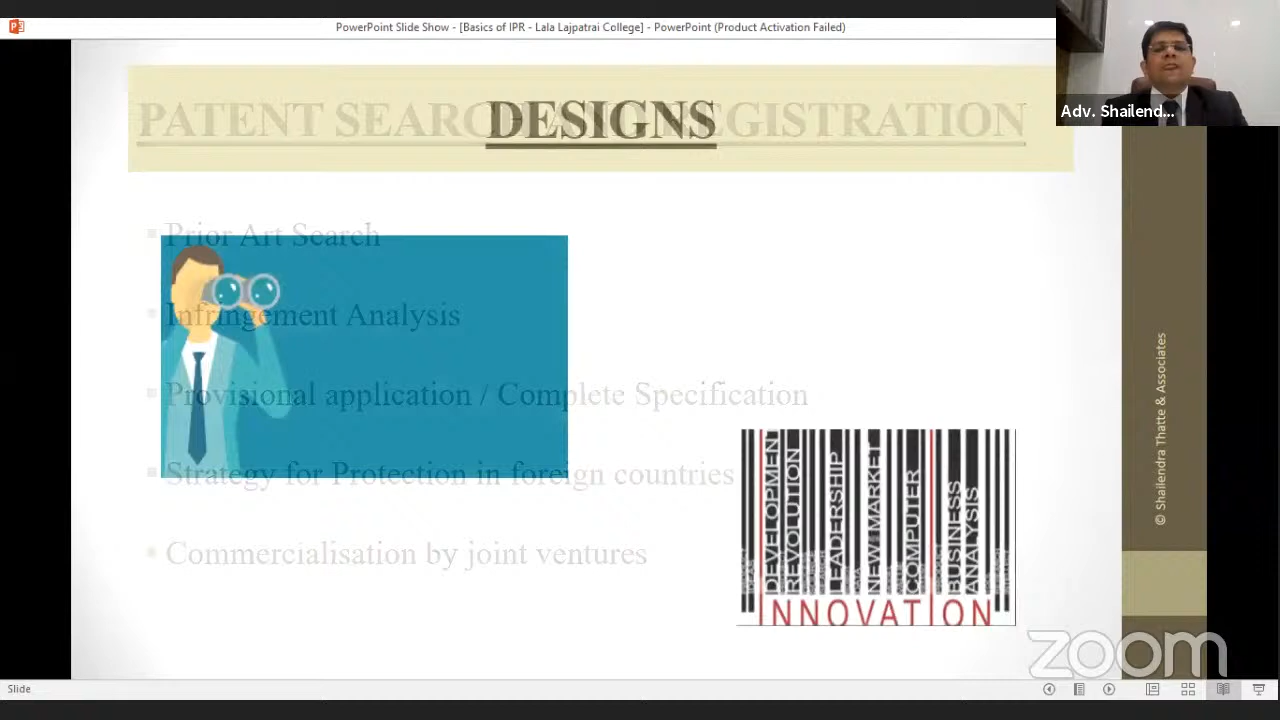 PowerPoint Slide Show - [Basics of IPR - Lala Lajpatrai College] - PowerPoint (Product Activation Failed)
Adv. Shailend...
PATENT SEARCH AND REGISTRATION
DESIGNS
Prior Art Search
Infringement Analysis
Provisional application / Complete Specification
Strategy for Protection in foreign countries
Commercialisation by joint ventures
DEVELOPMENT
REVOLUTION
LEADERSHIP
NEW MARKET
COMPUTER
BUSINESS
ANALYSIS
INNOVATION
© Shailendra Thatte & Associates
zoom
Slide